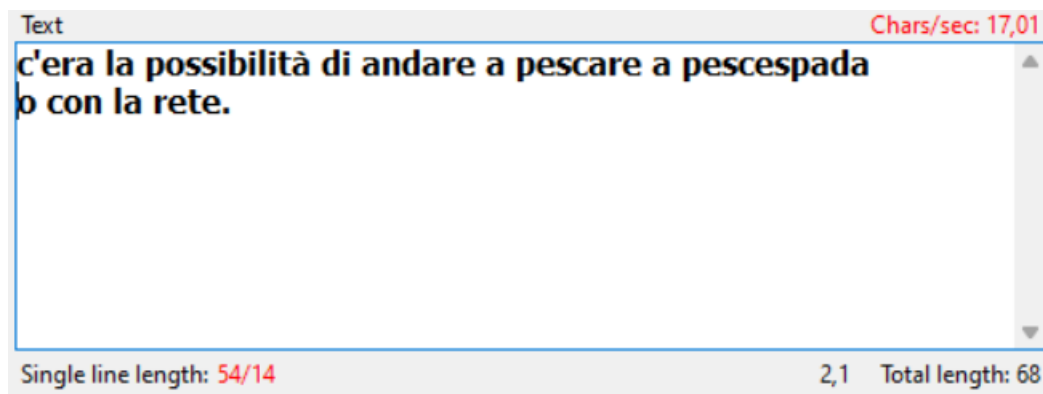 Text Chars/sec: 17,01
c'era la possibilità di andare a pescare a pescespada
o con la rete.
Single line length: 54/14 2,1 Total length: 68